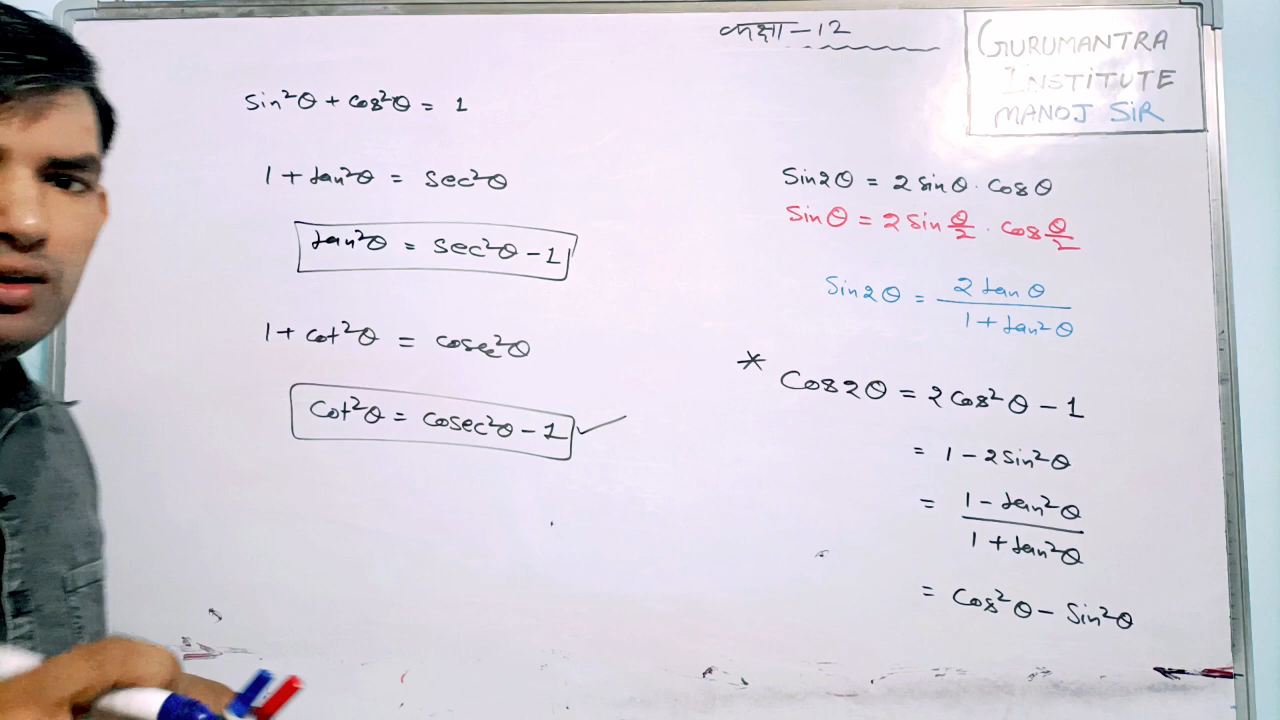 कक्षा - 12
GURUMANTRA
INSTITUTE
MANOJ SIR
sin²θ + cos²θ = 1
1 + tan²θ = sec²θ
tan²θ = sec²θ - 1
1 + cot²θ = cosec²θ
cot²θ = cosec²θ - 1 ✓
Sin2θ = 2 sinθ · cosθ
Sinθ = 2 sin θ/2 · cos θ/2
Sin2θ = 2 tanθ / 1 + tan²θ
* Cos2θ = 2cos²θ - 1
= 1 - 2sin²θ
= 1 - tan²θ / 1 + tan²θ
= cos²θ - sin²θ